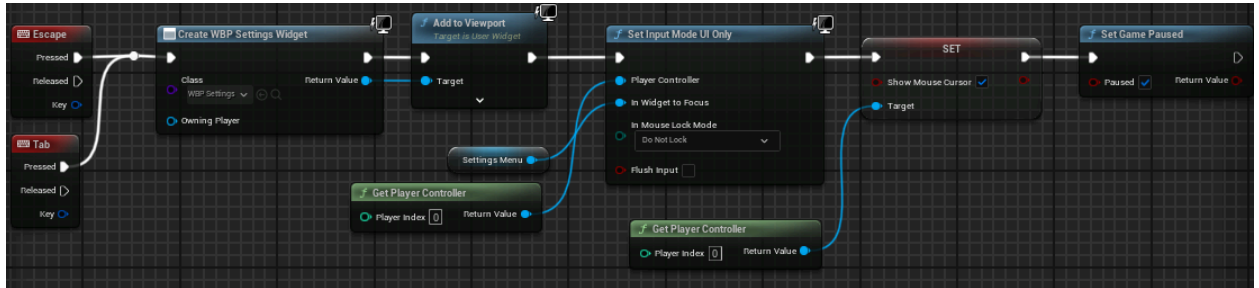 Escape
Pressed
Released
Key
Tab
Pressed
Released
Key
Create WBP Settings Widget
Class
WBP Settings
Return Value
Owning Player
Add to Viewport
Target is User Widget
Target
Settings Menu
Get Player Controller
Player Index 0
Return Value
Set Input Mode UI Only
Player Controller
In Widget to Focus
In Mouse Lock Mode
Do Not Lock
Flush Input
Get Player Controller
Player Index 0
Return Value
SET
Show Mouse Cursor
Target
Set Game Paused
Paused
Return Value